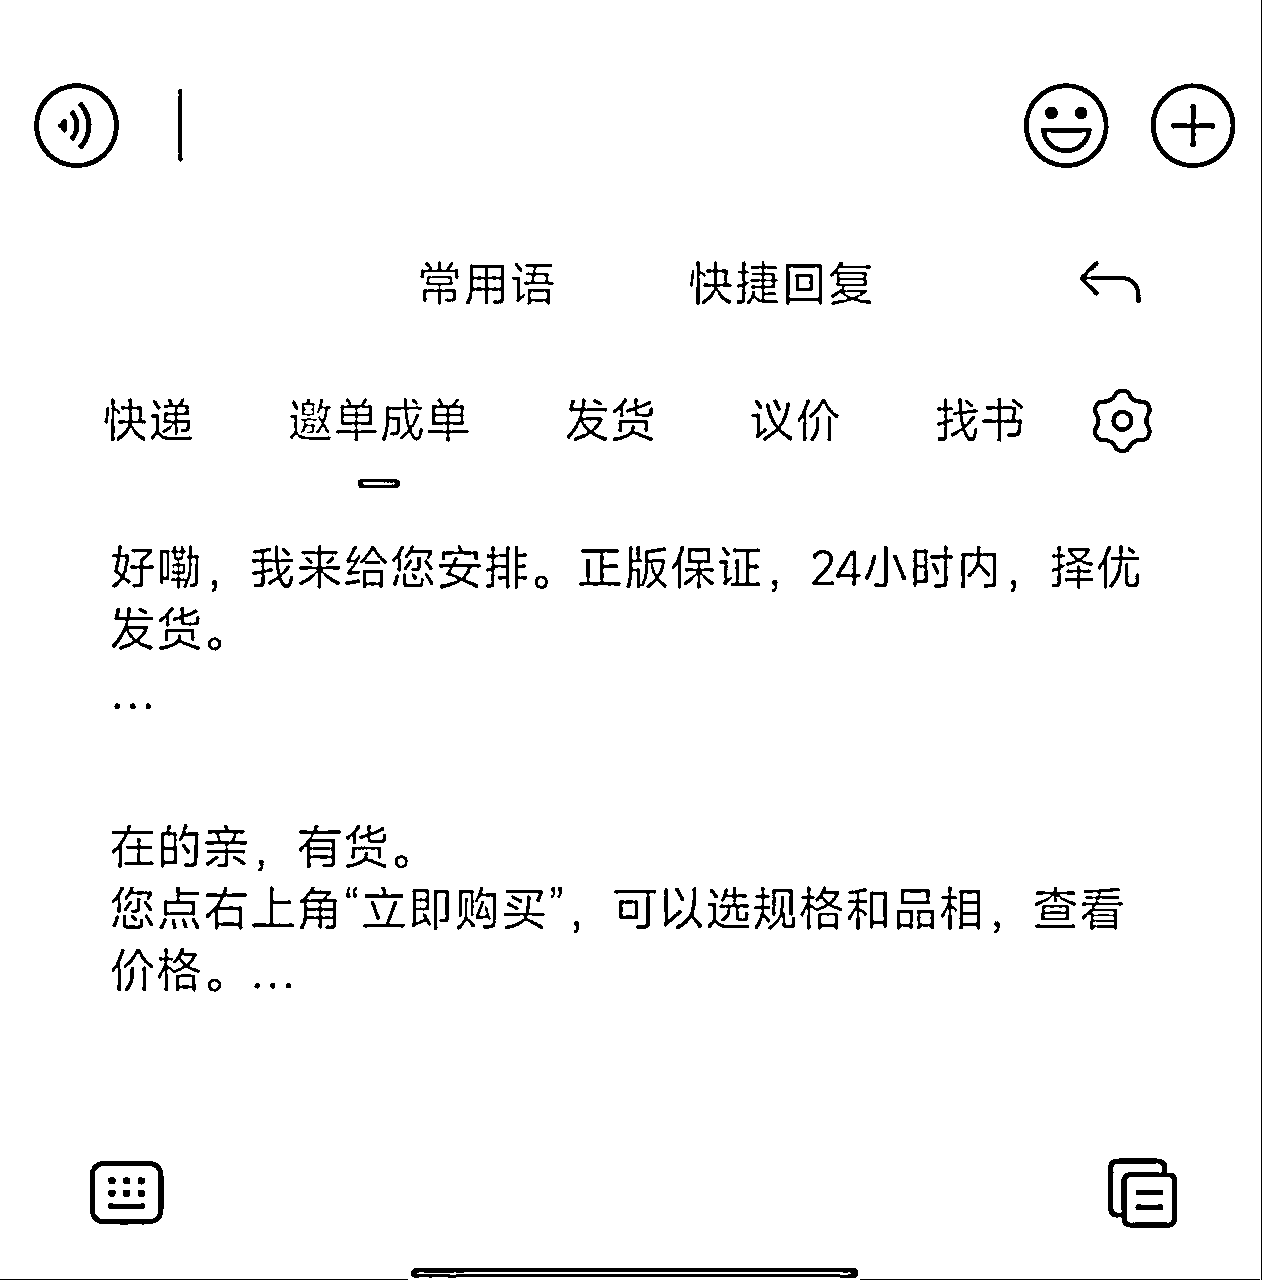 常用语 快捷回复
快递 邀单成单 发货 议价 找书
好嘞，我来给您安排。正版保证，24小时内，择优
发货。
...
在的亲，有货。
您点右上角“立即购买”，可以选规格和品相，查看
价格。...